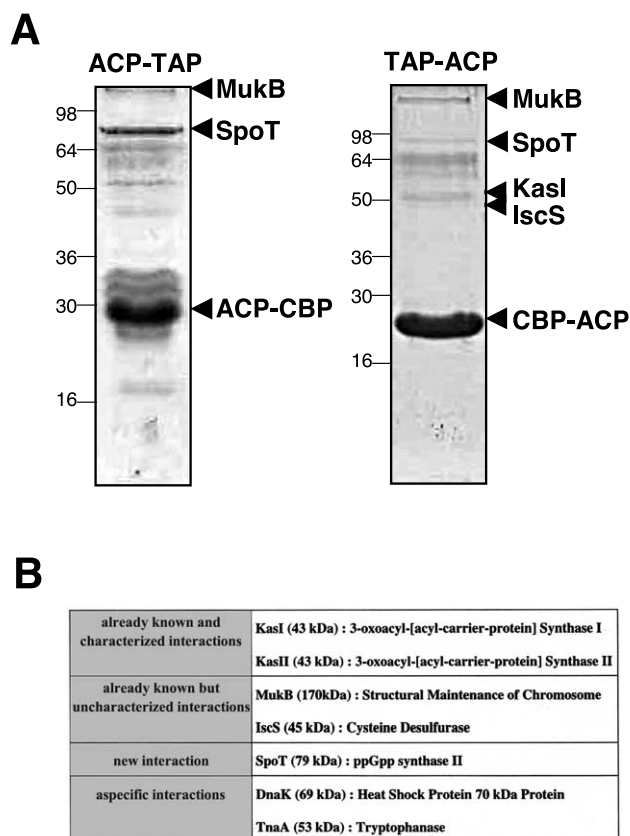 A
ACP-TAP
MukB
98
SpoT
64
50
36
30
ACP-CBP
16
TAP-ACP
MukB
98
SpoT
64
KasI
50
IscS
36
30
CBP-ACP
16
B
already known and
characterized interactions
KasI (43 kDa) : 3-oxoacyl-[acyl-carrier-protein] Synthase I
KasII (43 kDa) : 3-oxoacyl-[acyl-carrier-protein] Synthase II
already known but
uncharacterized interactions
MukB (170kDa) : Structural Maintenance of Chromosome
IscS (45 kDa) : Cysteine Desulfurase
new interaction
SpoT (79 kDa) : ppGpp synthase II
aspecific interactions
DnaK (69 kDa) : Heat Shock Protein 70 kDa Protein
TnaA (53 kDa) : Tryptophanase